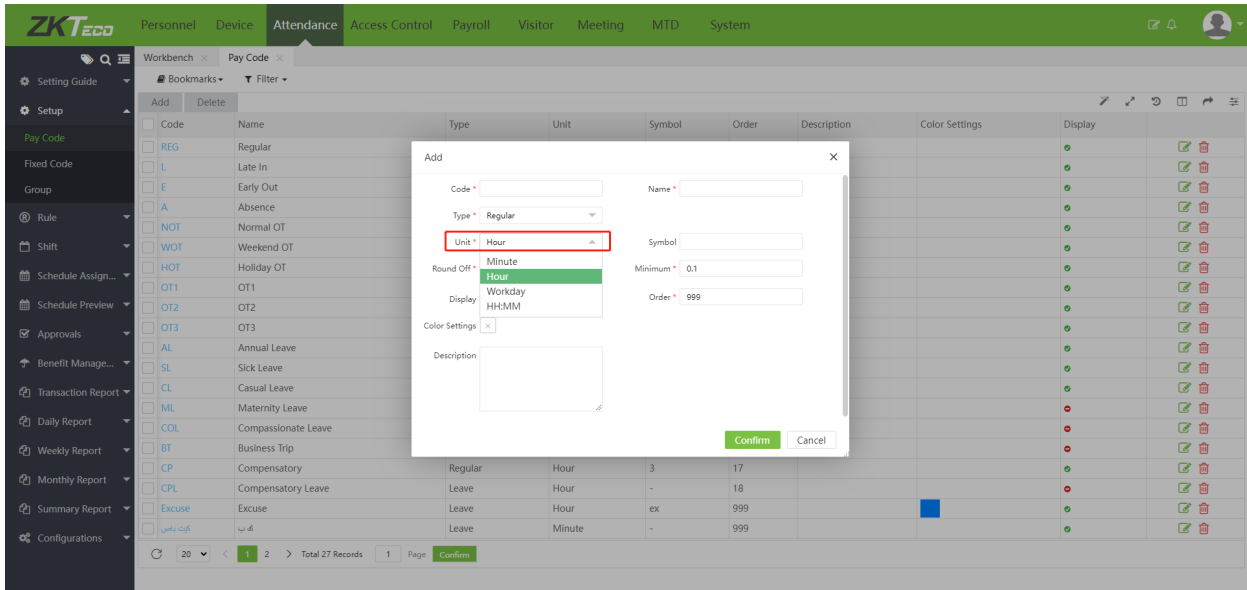 ZKTECO Personnel Device Attendance Access Control Payroll Visitor Meeting MTD System
Workbench × Pay Code ×
Setting Guide
Bookmarks Filter
Setup
Add Delete
Pay Code
Fixed Code
Group
Rule
Shift
Schedule Assign...
Schedule Preview
Approvals
Benefit Manage...
Transaction Report
Daily Report
Weekly Report
Monthly Report
Summary Report
Configurations
Code Name Type Unit Symbol Order Description Color Settings Display
REG Regular
L Late In
E Early Out
A Absence
NOT Normal OT
WOT Weekend OT
HOT Holiday OT
OT1 OT1
OT2 OT2
OT3 OT3
AL Annual Leave
SL Sick Leave
CL Casual Leave
ML Maternity Leave
COL Compassionate Leave
BT Business Trip
CP Compensatory Regular Hour 3 17
CPL Compensatory Leave Leave Hour - 18
Excuse Excuse Leave Hour ex 999
Leave Minute - 999
20 < 1 2 > Total 27 Records 1 Page Confirm
Add ×
Code * Name *
Type * Regular
Unit * Hour Symbol
Minute
Hour
Workday
HH:MM
Round Off * Minimum * 0.1
Display Order * 999
Color Settings ×
Description
Confirm Cancel